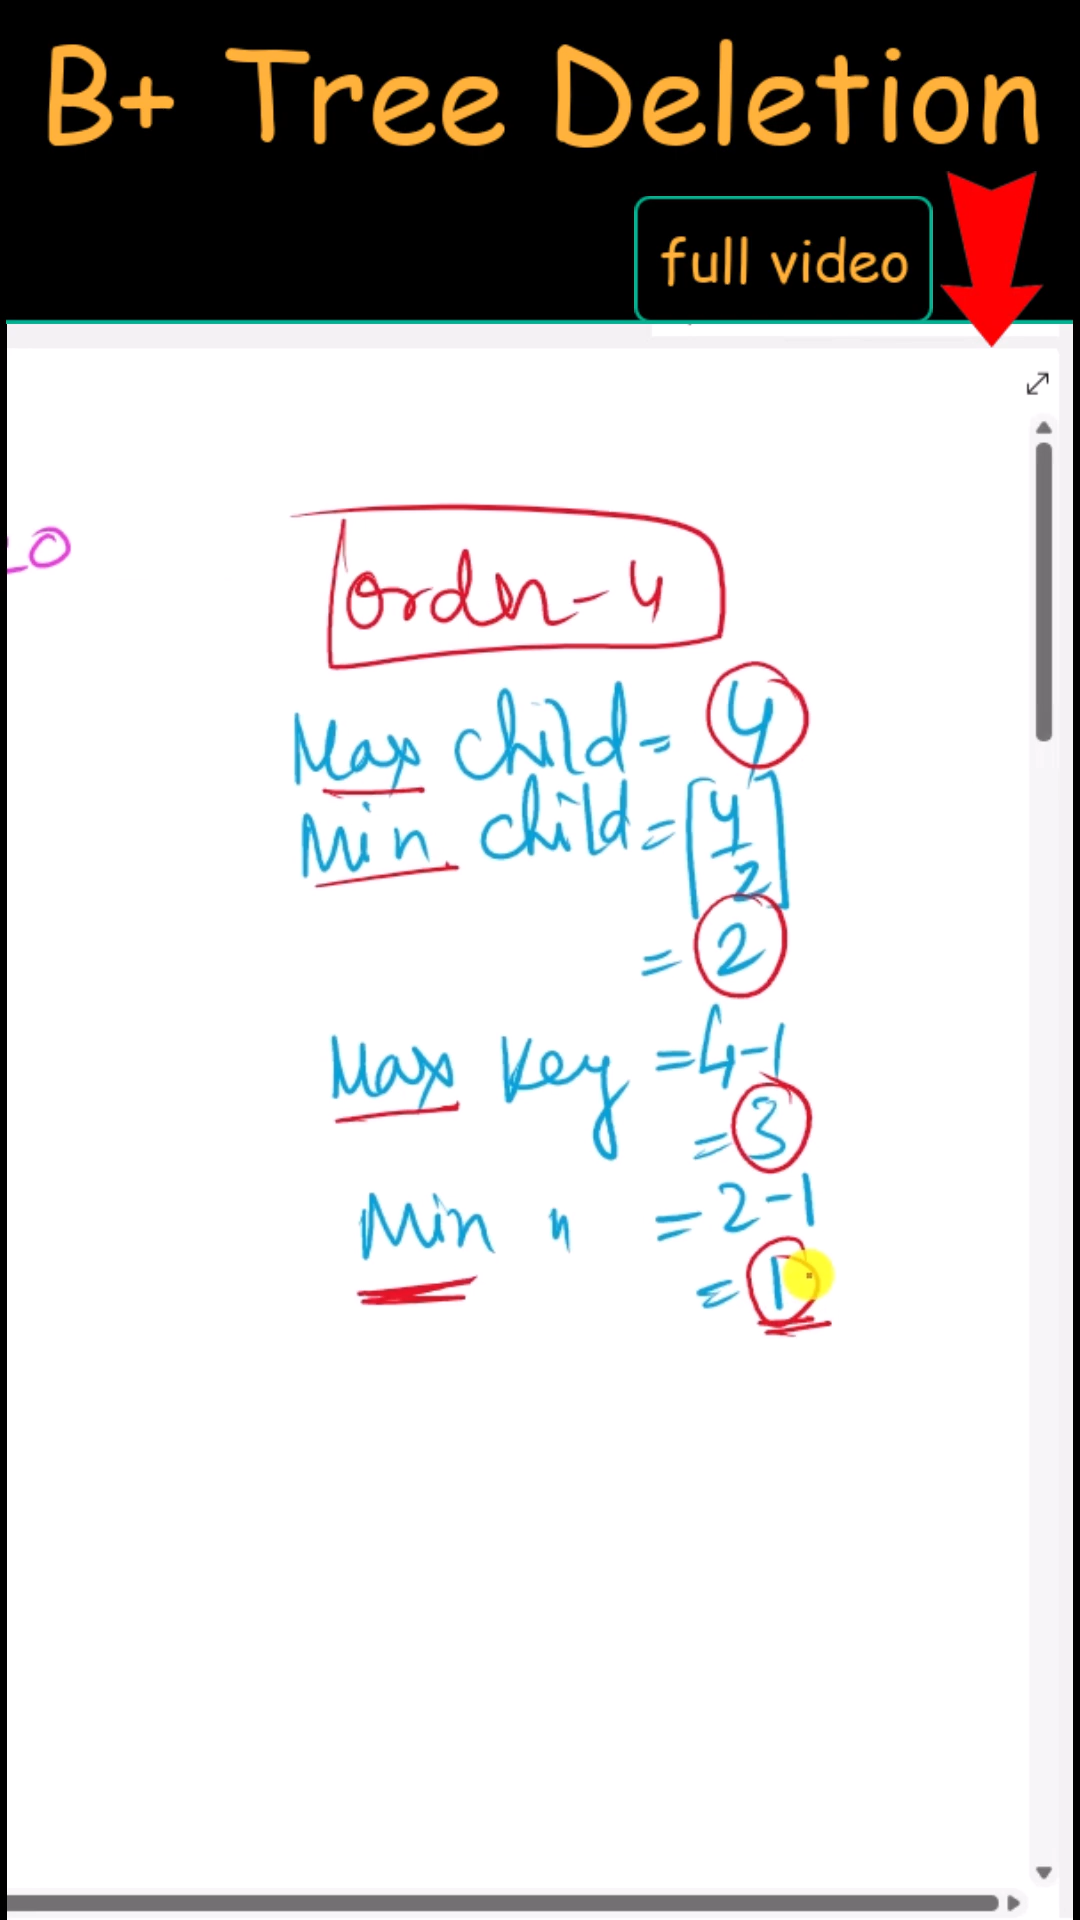 B+ Tree Deletion
full video
Order-4
Max child = 4
Min child = ⌈4/2⌉
= 2
Max key = 4-1
= 3
Min " = 2-1
= 1